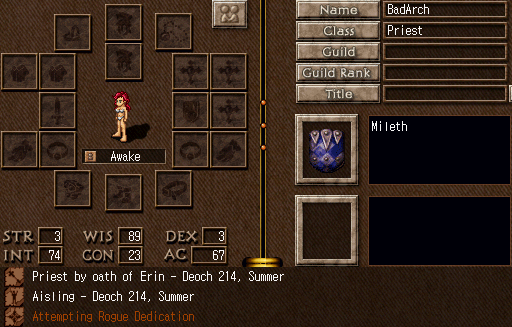 Name BadArch
Class Priest
Guild
Guild Rank
Title
Mileth
Awake
STR 3 WIS 89 DEX 3
INT 74 CON 23 AC 67
Priest by oath of Erin - Deoch 214, Summer
Aisling - Deoch 214, Summer
Attempting Rogue Dedication